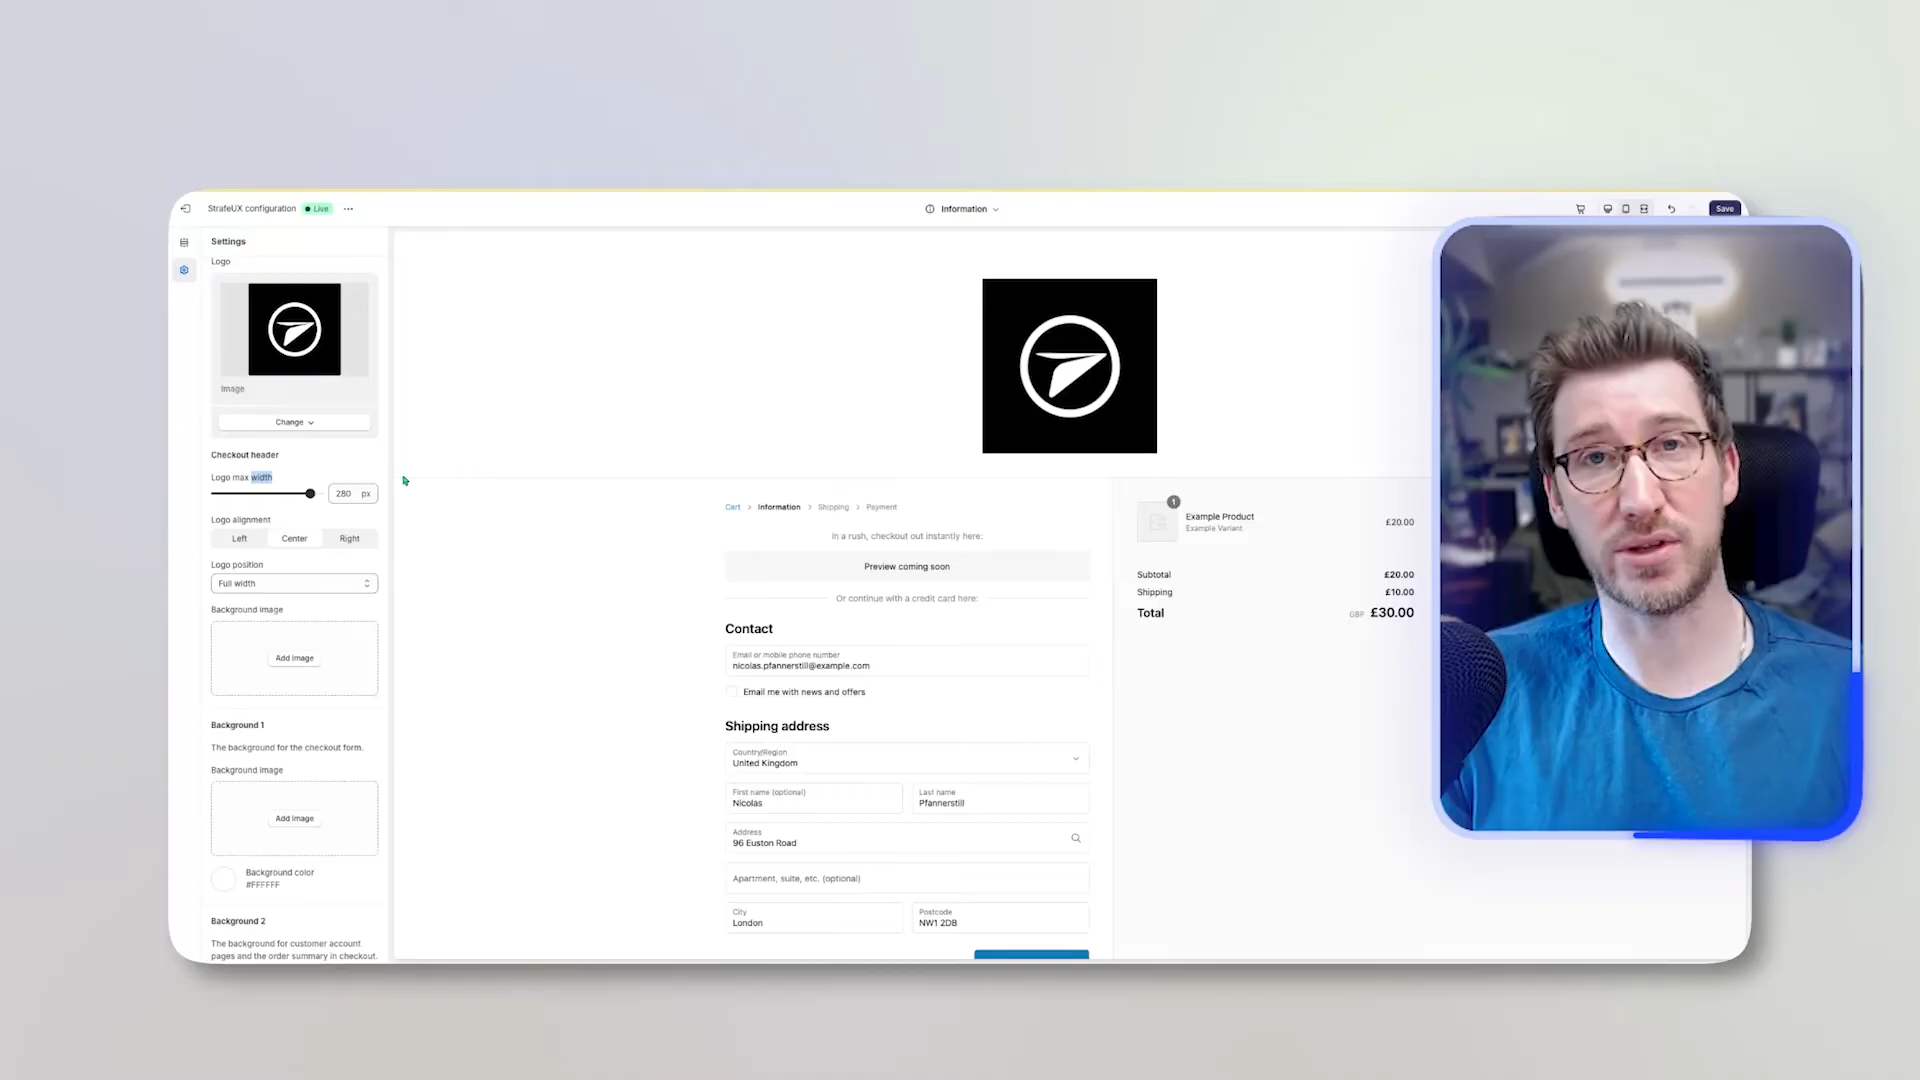 StrafeUX configuration
Live
Information
Save
Settings
Logo
Image
Change
Checkout header
Logo max width
280 px
Logo alignment
Left Center Right
Logo position
Full width
Background image
Add image
Background 1
The background for the checkout form.
Background image
Add image
Background color
#FFFFFF
Background 2
The background for customer account
pages and the order summary in checkout.
Cart > Information > Shipping > Payment
In a rush, checkout out instantly here:
Preview coming soon
Or continue with a credit card here:
Contact
Email or mobile phone number
nicolas.pfannerstill@example.com
Email me with news and offers
Shipping address
Country/Region
United Kingdom
First name (optional)
Nicolas
Last name
Pfannerstill
Address
96 Euston Road
Apartment, suite, etc. (optional)
City
London
Postcode
NW1 2DB
1
Example Product
Example Variant
£20.00
Subtotal £20.00
Shipping £10.00
Total GBP £30.00